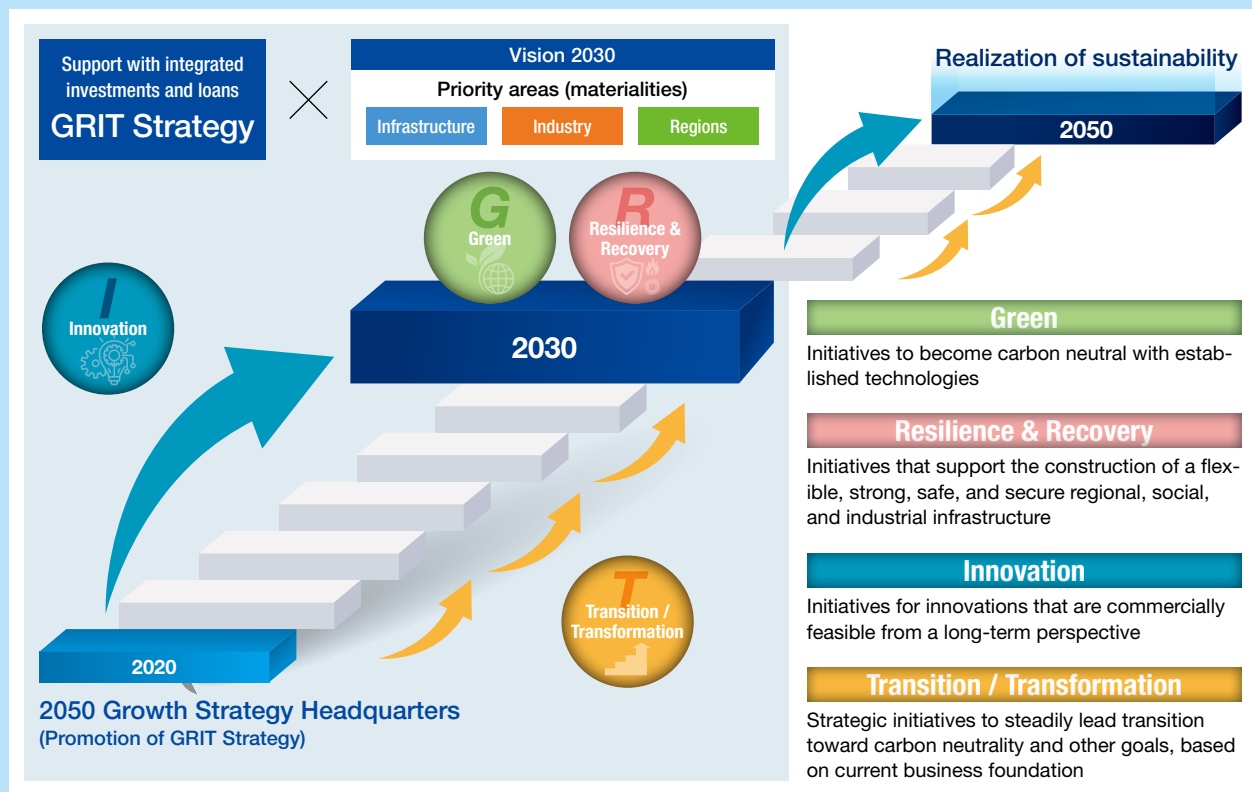 Support with integrated
investments and loans
GRIT Strategy
Vision 2030
Priority areas (materialities)
Infrastructure
Industry
Regions
Realization of sustainability
2050
G
Green
R
Resilience &
Recovery
I
Innovation
2030
T
Transition /
Transformation
2020
2050 Growth Strategy Headquarters
(Promotion of GRIT Strategy)
Green
Initiatives to become carbon neutral with estab-
lished technologies
Resilience & Recovery
Initiatives that support the construction of a flex-
ible, strong, safe, and secure regional, social,
and industrial infrastructure
Innovation
Initiatives for innovations that are commercially
feasible from a long-term perspective
Transition / Transformation
Strategic initiatives to steadily lead transition
toward carbon neutrality and other goals, based
on current business foundation